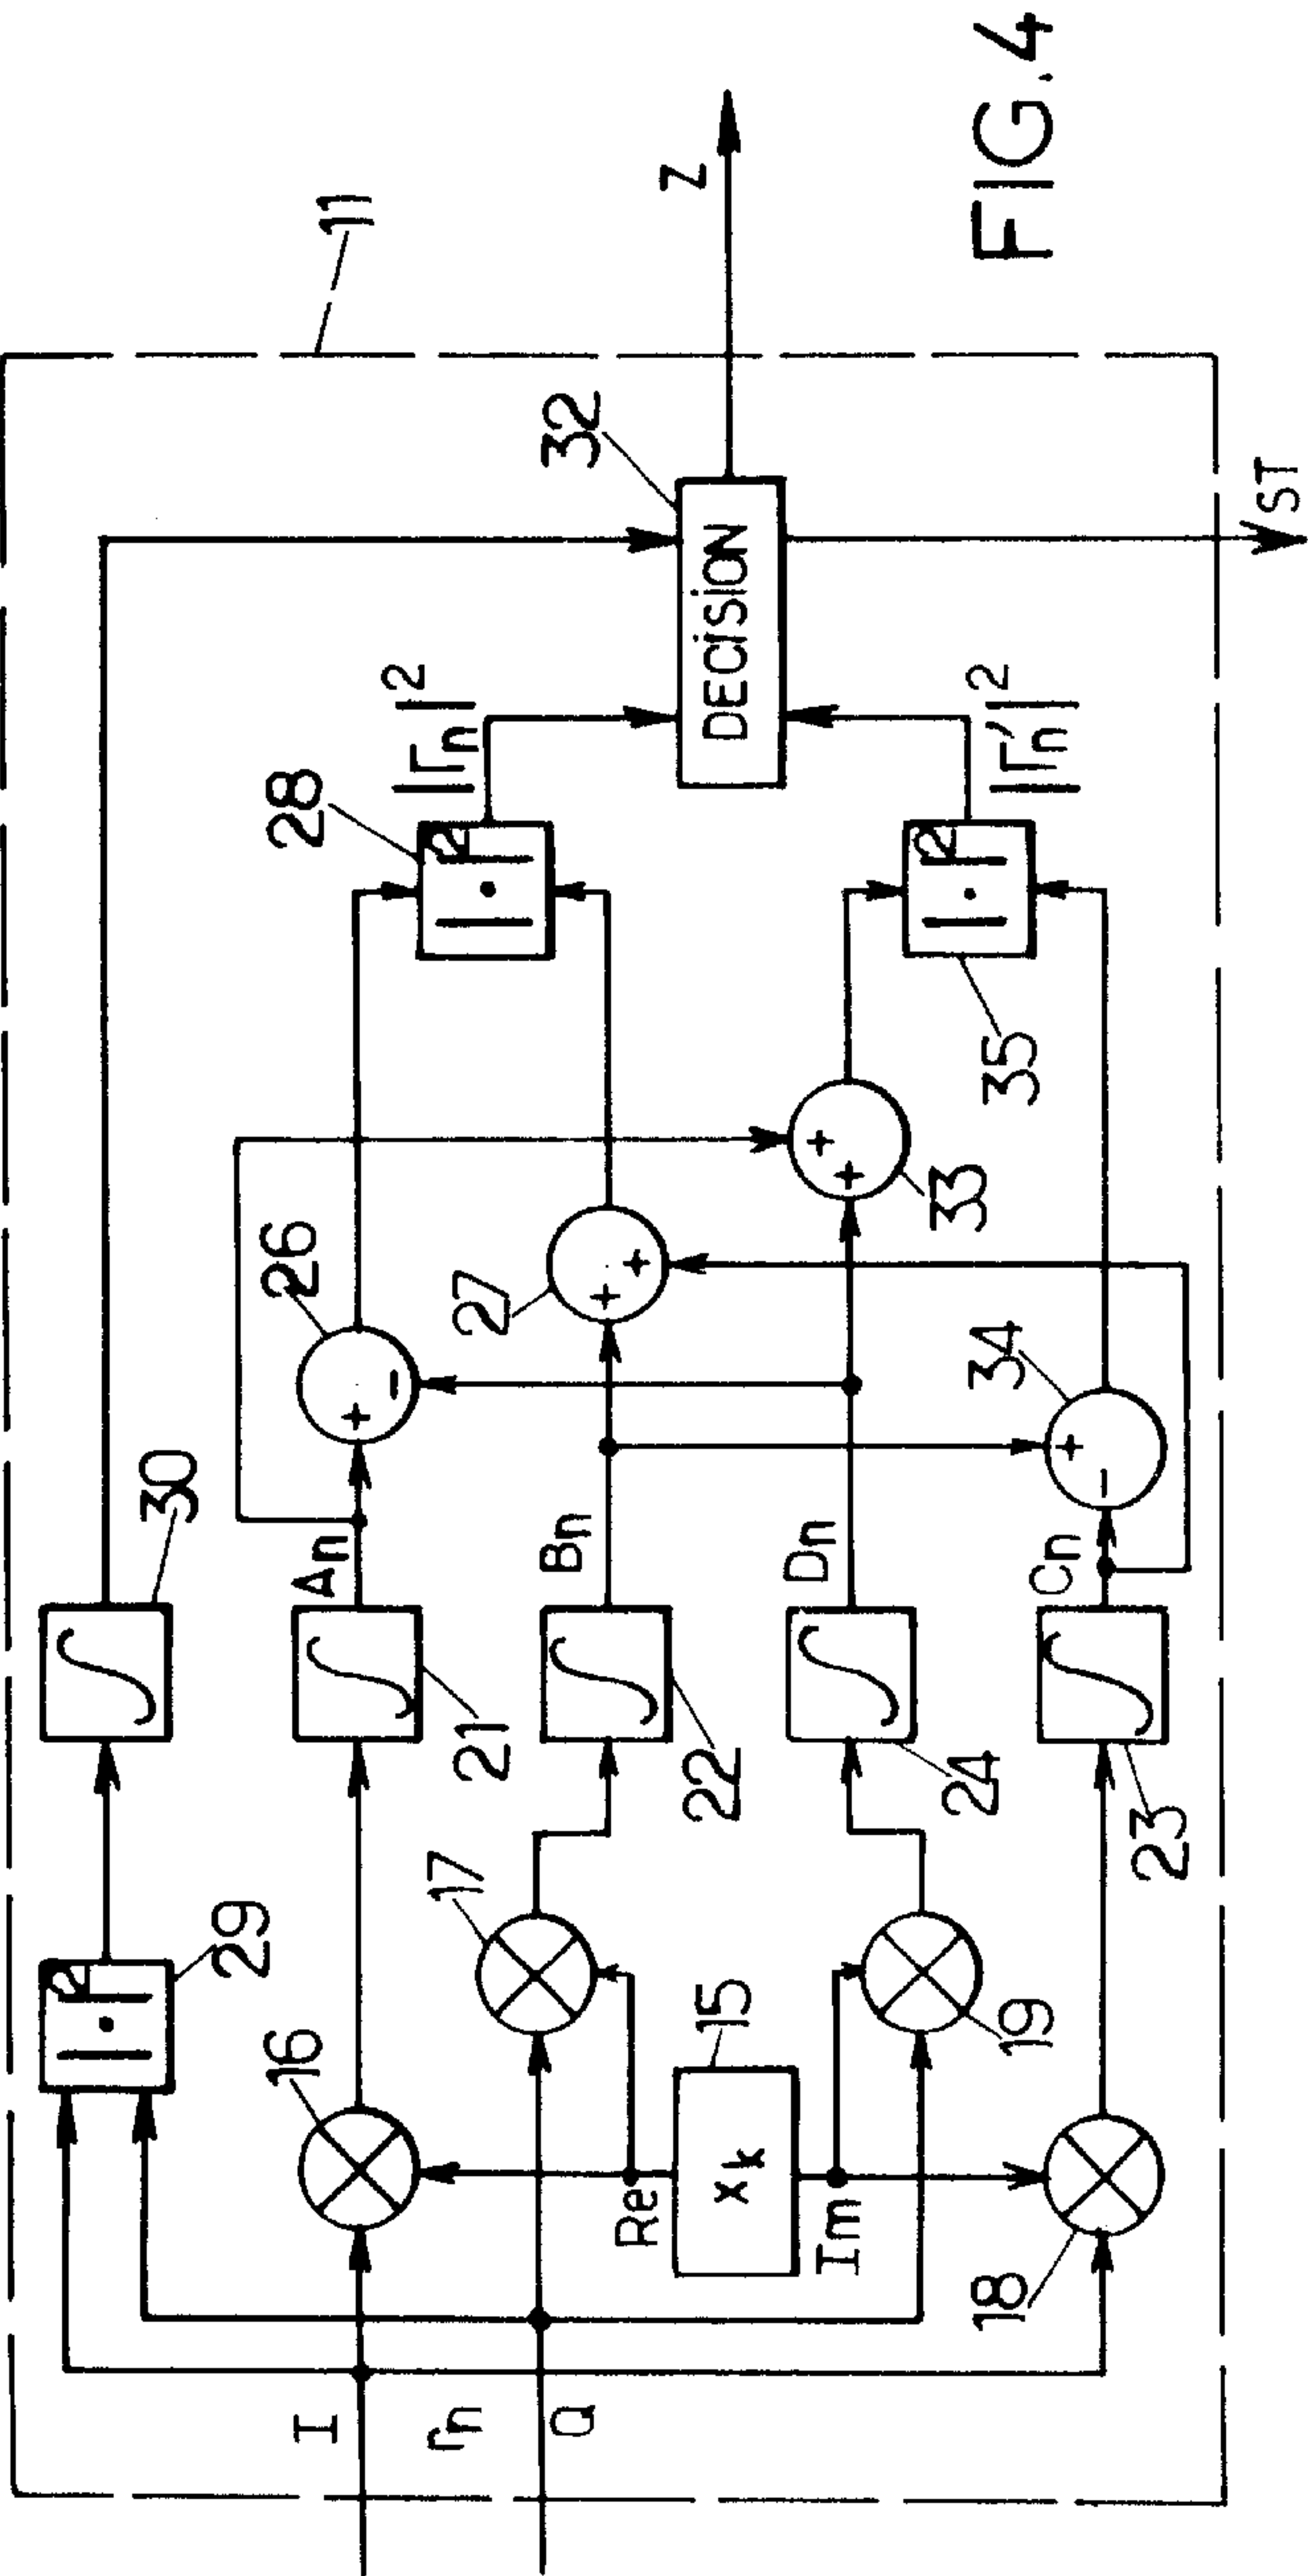 11
29
30
16
21
An
26
28
|Γn|²
32
DECISION
Z
I
rn
Q
17
22
Bn
27
Re
xk
15
Im
19
24
Dn
33
35
|Γ'n|²
18
23
Cn
34
ST
FIG.4